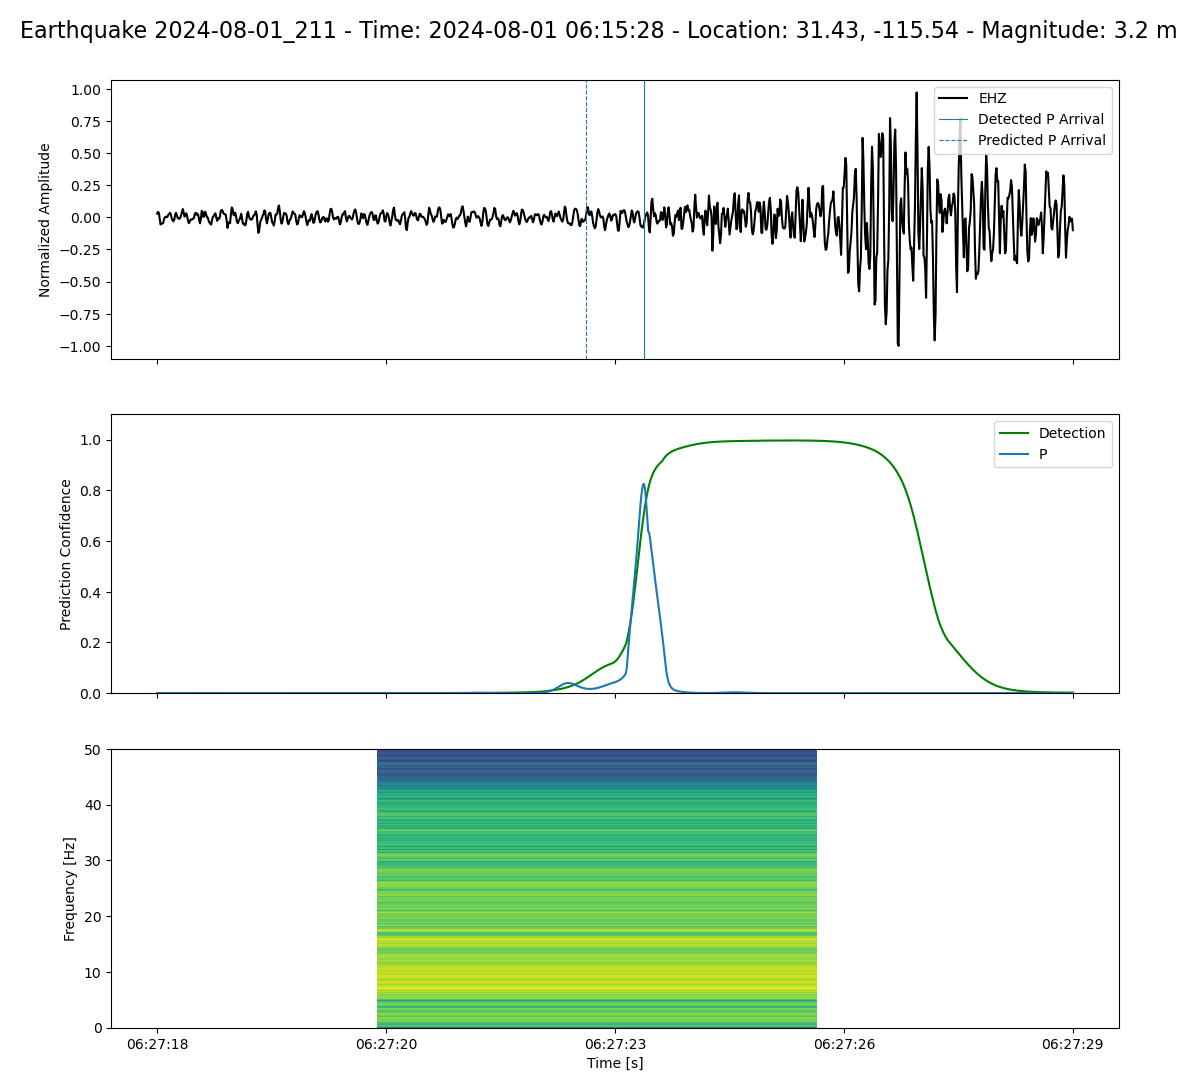 Earthquake 2024-08-01_211 - Time: 2024-08-01 06:15:28 - Location: 31.43, -115.54 - Magnitude: 3.2 m
Normalized Amplitude
1.00
0.75
0.50
0.25
0.00
−0.25
−0.50
−0.75
−1.00
EHZ
Detected P Arrival
Predicted P Arrival
Prediction Confidence
1.0
0.8
0.6
0.4
0.2
0.0
Detection
P
Frequency [Hz]
50
40
30
20
10
0
06:27:18 06:27:20 06:27:23 06:27:26 06:27:29
Time [s]